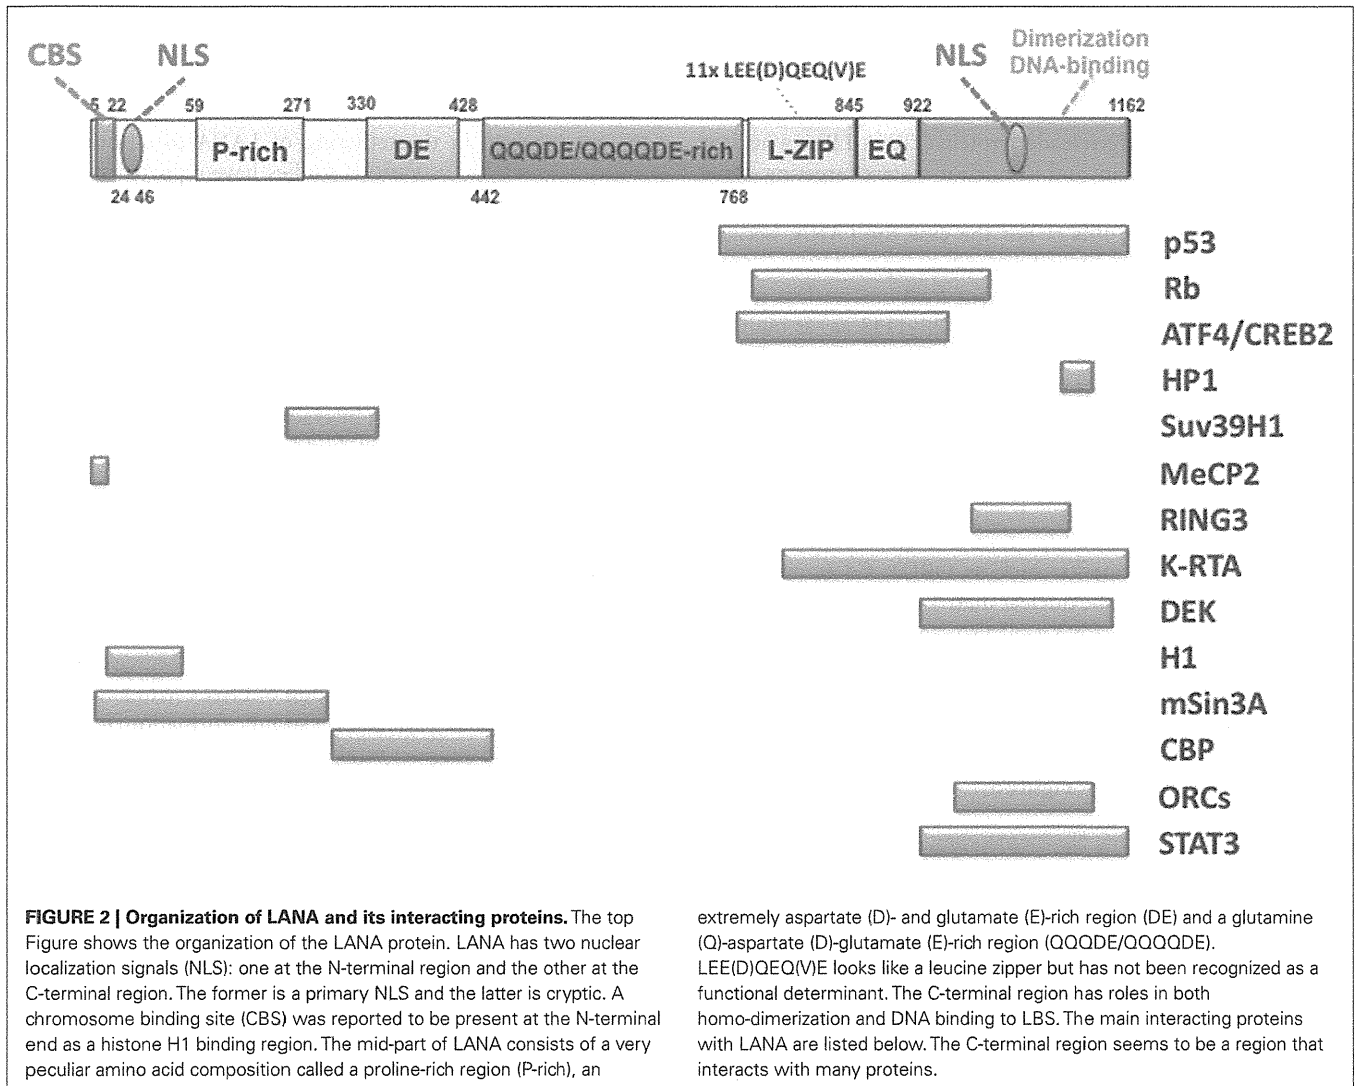 CBS
NLS
11x LEE(D)QEQ(V)E
NLS
Dimerization
DNA-binding
5 22 59 271 330 428 845 922 1162
P-rich DE QQQDE/QQQQDE-rich L-ZIP EQ
24 46 442 768
p53
Rb
ATF4/CREB2
HP1
Suv39H1
MeCP2
RING3
K-RTA
DEK
H1
mSin3A
CBP
ORCs
STAT3
FIGURE 2 | Organization of LANA and its interacting proteins. The top
Figure shows the organization of the LANA protein. LANA has two nuclear
localization signals (NLS): one at the N-terminal region and the other at the
C-terminal region. The former is a primary NLS and the latter is cryptic. A
chromosome binding site (CBS) was reported to be present at the N-terminal
end as a histone H1 binding region. The mid-part of LANA consists of a very
peculiar amino acid composition called a proline-rich region (P-rich), an
extremely aspartate (D)- and glutamate (E)-rich region (DE) and a glutamine
(Q)-aspartate (D)-glutamate (E)-rich region (QQQDE/QQQQDE).
LEE(D)QEQ(V)E looks like a leucine zipper but has not been recognized as a
functional determinant. The C-terminal region has roles in both
homo-dimerization and DNA binding to LBS. The main interacting proteins
with LANA are listed below. The C-terminal region seems to be a region that
interacts with many proteins.